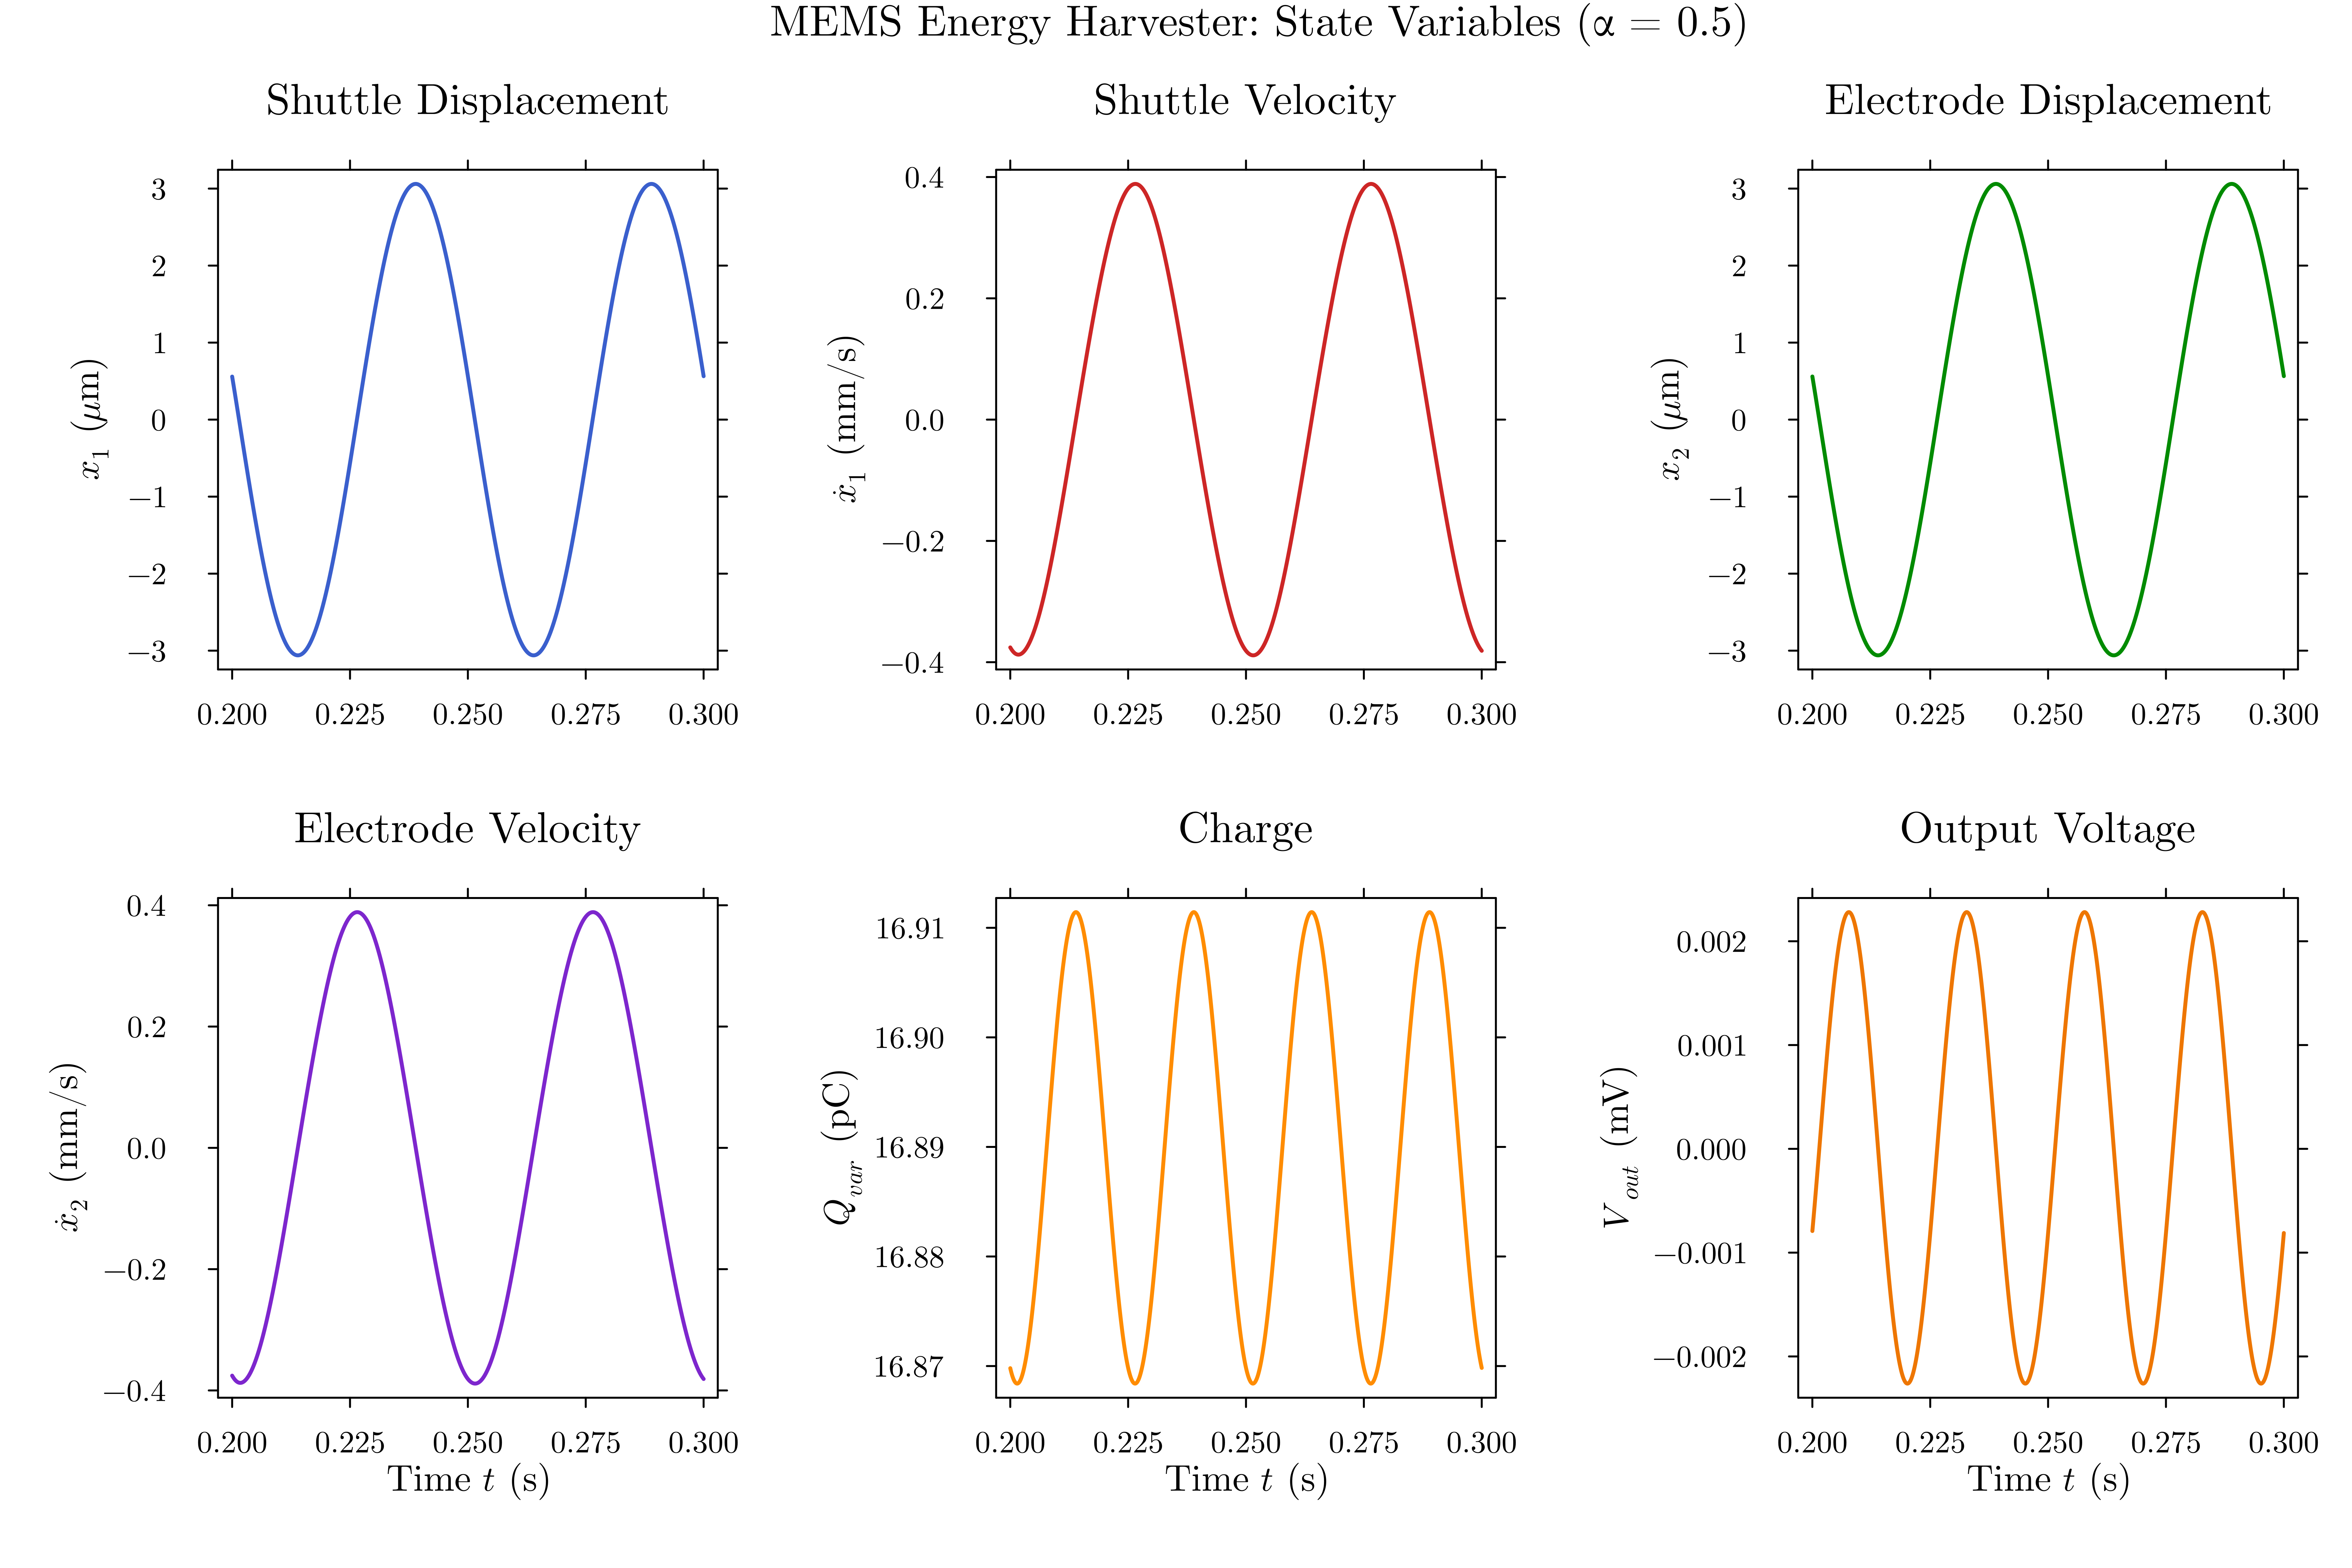 MEMS Energy Harvester: State Variables (α = 0.5)
Shuttle Displacement
x₁ (μm)
3
2
1
0
−1
−2
−3
0.200 0.225 0.250 0.275 0.300
Shuttle Velocity
ẋ₁ (mm/s)
0.4
0.2
0.0
−0.2
−0.4
0.200 0.225 0.250 0.275 0.300
Electrode Displacement
x₂ (μm)
3
2
1
0
−1
−2
−3
0.200 0.225 0.250 0.275 0.300
Electrode Velocity
ẋ₂ (mm/s)
0.4
0.2
0.0
−0.2
−0.4
0.200 0.225 0.250 0.275 0.300
Time t (s)
Charge
Q_var (pC)
16.91
16.90
16.89
16.88
16.87
0.200 0.225 0.250 0.275 0.300
Time t (s)
Output Voltage
V_out (mV)
0.002
0.001
0.000
−0.001
−0.002
0.200 0.225 0.250 0.275 0.300
Time t (s)